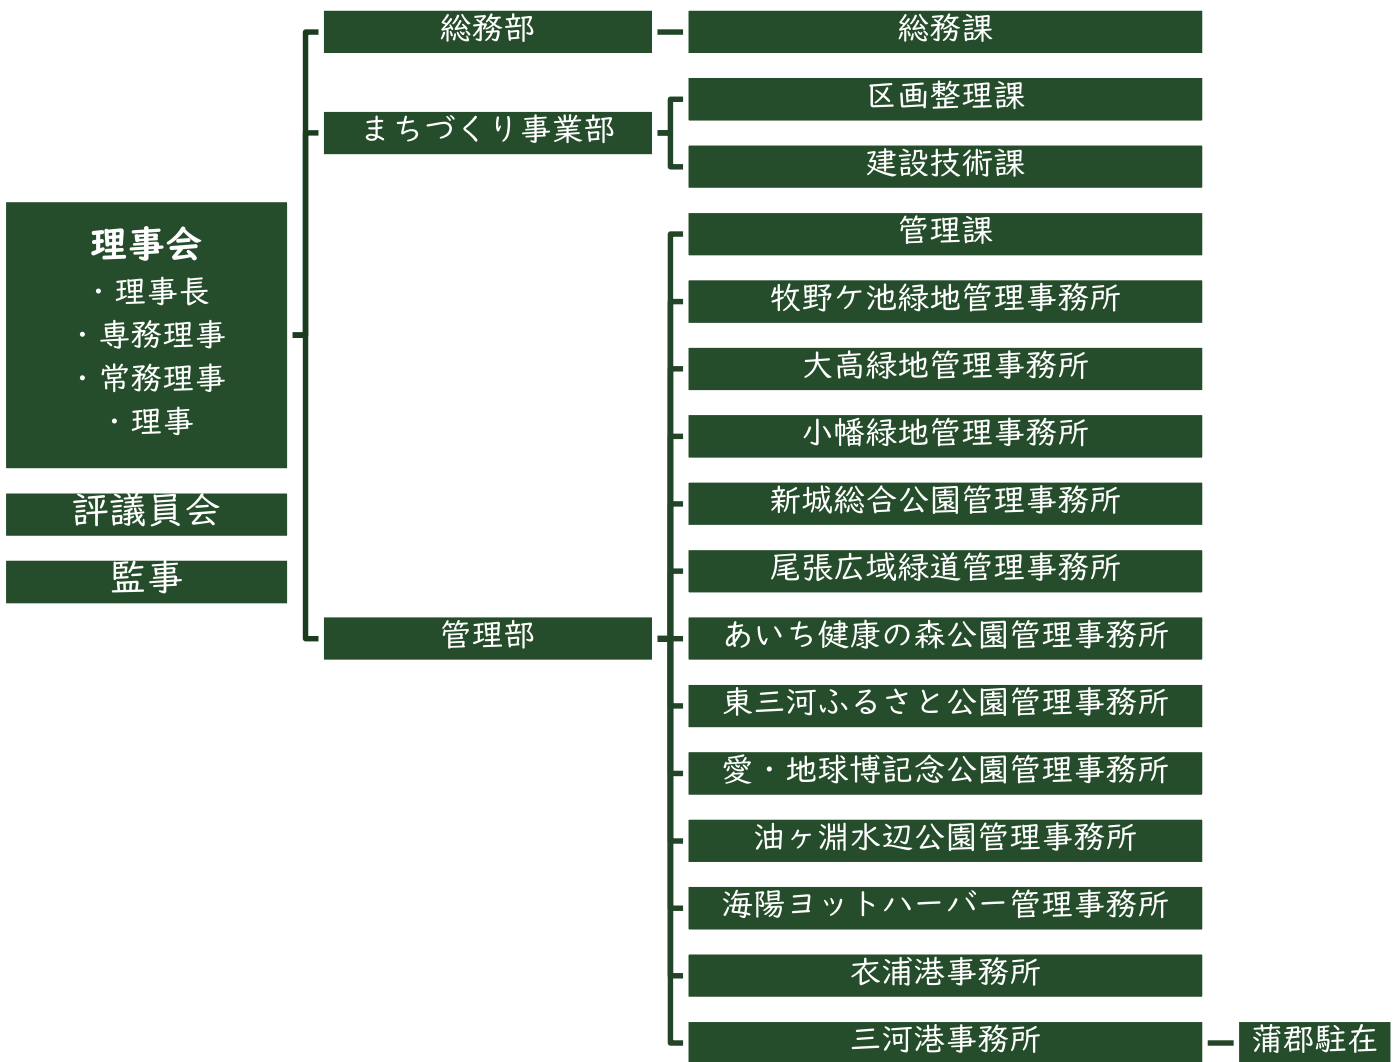 理事会
・理事長
・専務理事
・常務理事
・理事
評議員会
監事
総務部
総務課
まちづくり事業部
区画整理課
建設技術課
管理部
管理課
牧野ケ池緑地管理事務所
大高緑地管理事務所
小幡緑地管理事務所
新城総合公園管理事務所
尾張広域緑道管理事務所
あいち健康の森公園管理事務所
東三河ふるさと公園管理事務所
愛・地球博記念公園管理事務所
油ヶ淵水辺公園管理事務所
海陽ヨットハーバー管理事務所
衣浦港事務所
三河港事務所
蒲郡駐在